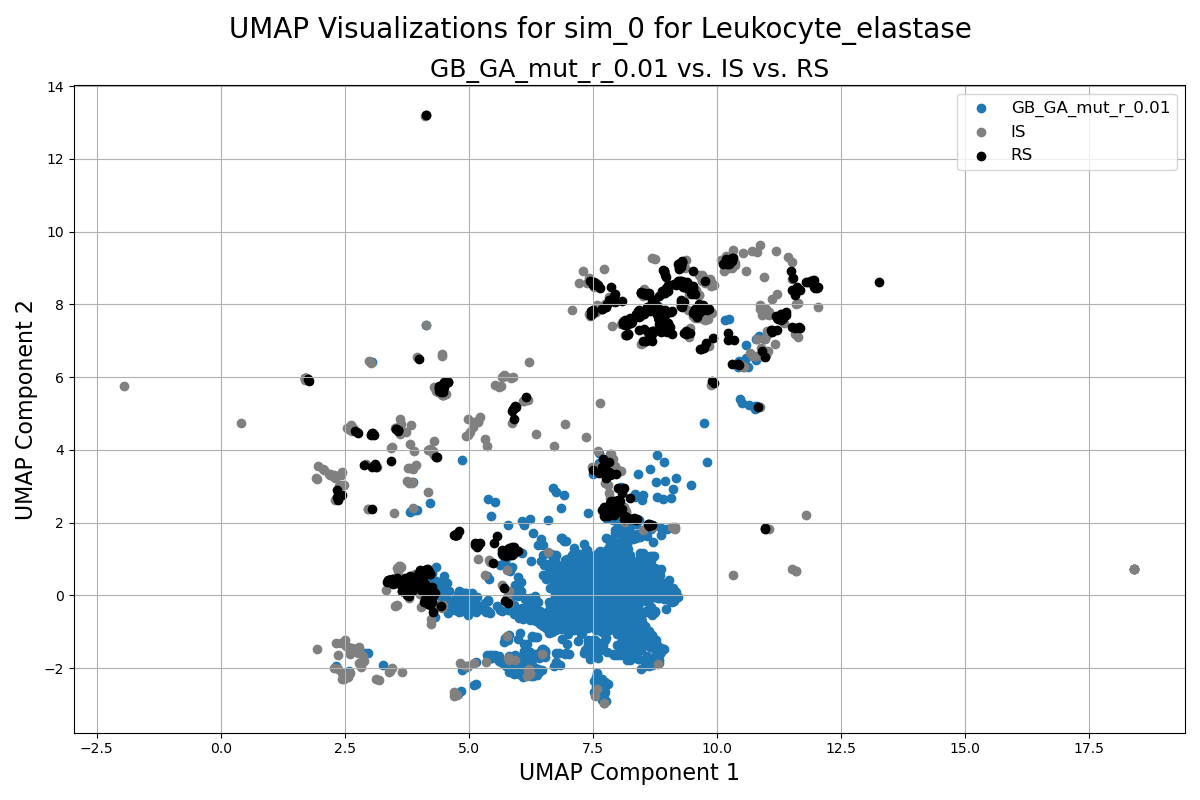 UMAP Visualizations for sim_0 for Leukocyte_elastase
GB_GA_mut_r_0.01 vs. IS vs. RS
GB_GA_mut_r_0.01
IS
RS
UMAP Component 2
14
12
10
8
6
4
2
0
−2
−2.5
0.0
2.5
5.0
7.5
10.0
12.5
15.0
17.5
UMAP Component 1